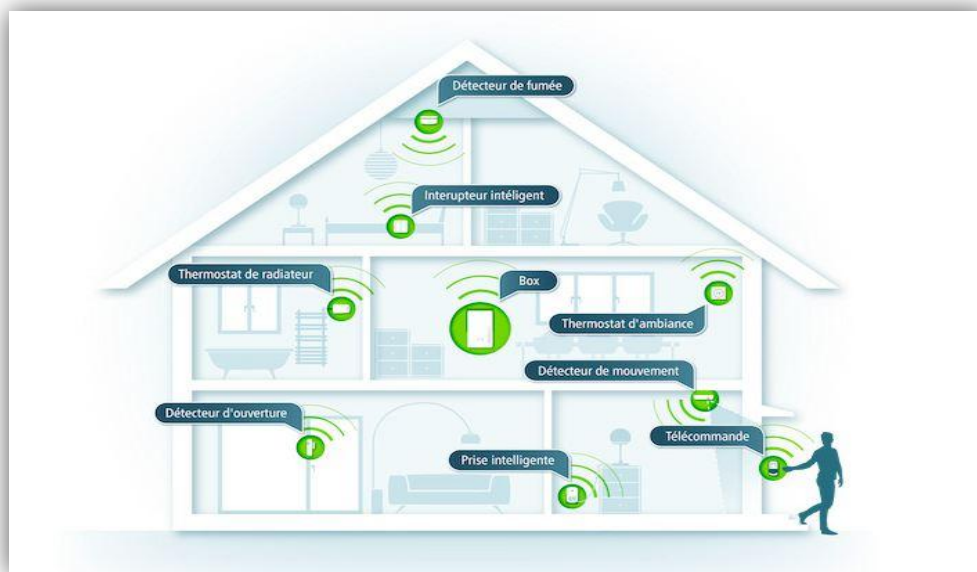 Détecteur de fumée
Interupteur intéligent
Thermostat de radiateur
Box
Thermostat d'ambiance
Détecteur de mouvement
Détecteur d'ouverture
Télécommande
Prise intelligente